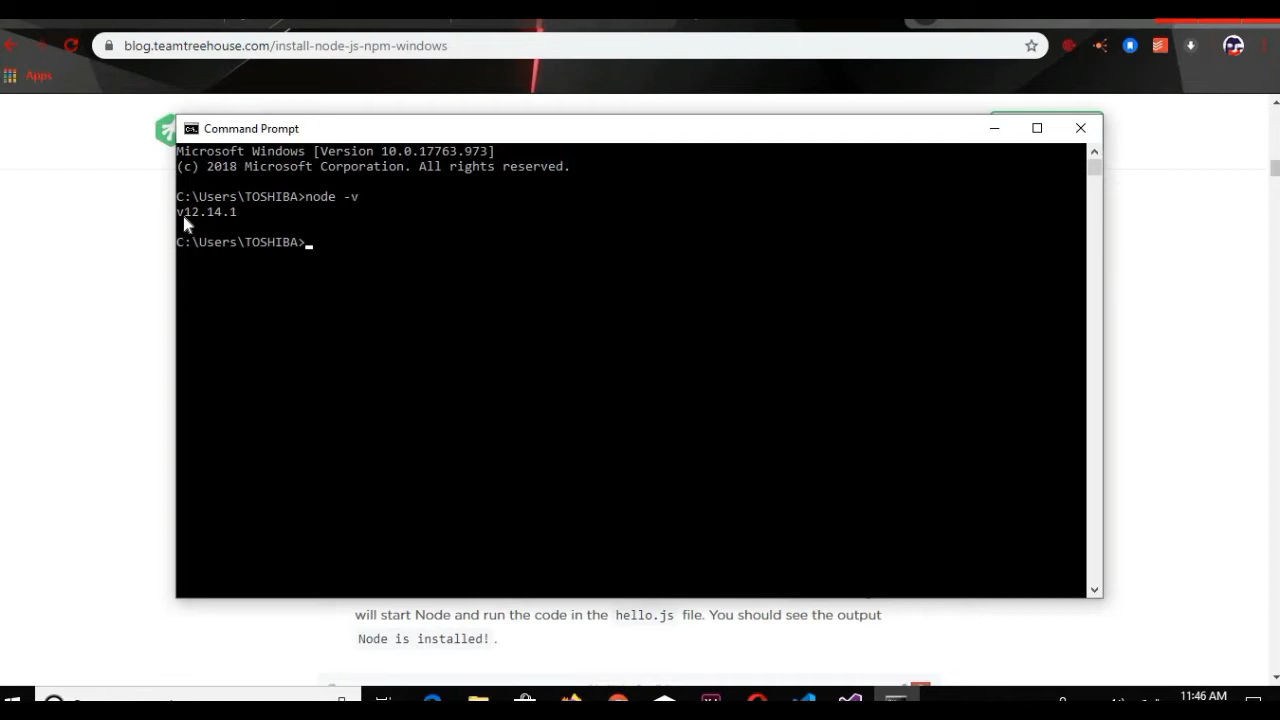 blog.teamtreehouse.com/install-node-js-npm-windows
Apps
Command Prompt
Microsoft Windows [Version 10.0.17763.973]
(c) 2018 Microsoft Corporation. All rights reserved.
C:\Users\TOSHIBA>node -v
v12.14.1
C:\Users\TOSHIBA>
will start Node and run the code in the hello.js file. You should see the output
Node is installed!.
11:46 AM